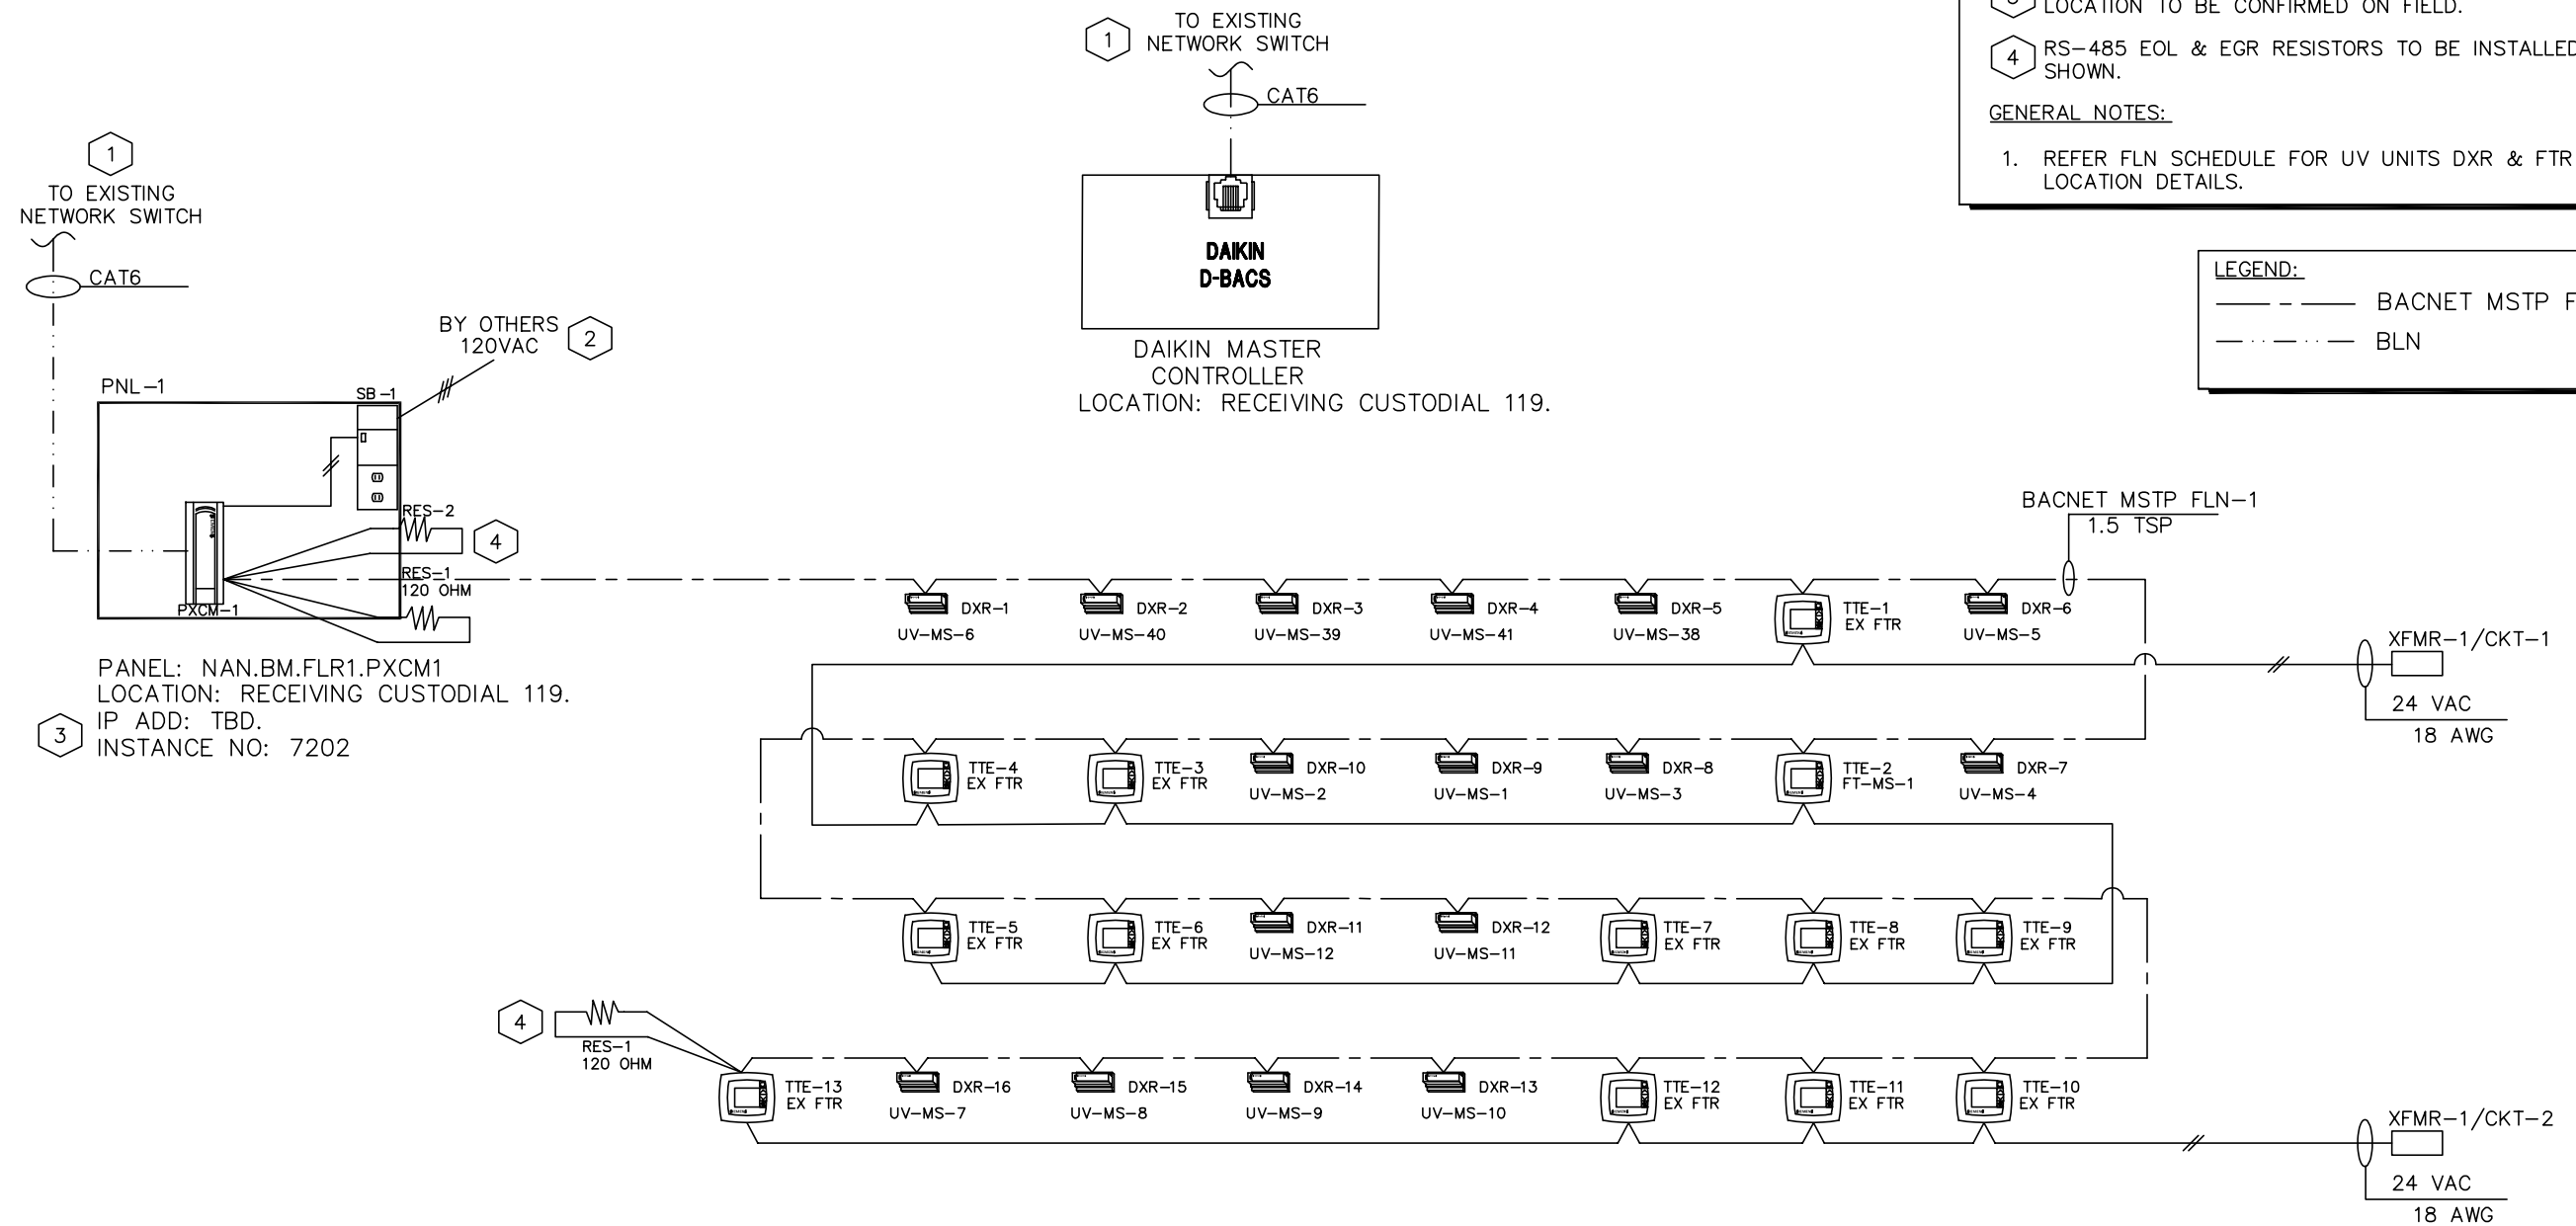 LOCATION TO BE CONFIRMED ON FIELD.
4
RS-485 EOL & EGR RESISTORS TO BE INSTALLED
SHOWN.
GENERAL NOTES:
1. REFER FLN SCHEDULE FOR UV UNITS DXR & FTR
LOCATION DETAILS.
LEGEND:
BACNET MSTP
BLN
1
TO EXISTING
NETWORK SWITCH
CAT6
DAIKIN
D-BACS
DAIKIN MASTER
CONTROLLER
LOCATION: RECEIVING CUSTODIAL 119.
1
TO EXISTING
NETWORK SWITCH
CAT6
BY OTHERS
120VAC
2
PNL-1
SB-1
RES-2
4
RES-1
120 OHM
PXCM-1
PANEL: NAN.BM.FLR1.PXCM1
LOCATION: RECEIVING CUSTODIAL 119.
3
IP ADD: TBD.
INSTANCE NO: 7202
BACNET MSTP FLN-1
1.5 TSP
DXR-1
UV-MS-6
DXR-2
UV-MS-40
DXR-3
UV-MS-39
DXR-4
UV-MS-41
DXR-5
UV-MS-38
TTE-1
EX FTR
DXR-6
UV-MS-5
XFMR-1/CKT-1
24 VAC
18 AWG
TTE-4
EX FTR
TTE-3
EX FTR
DXR-10
UV-MS-2
DXR-9
UV-MS-1
DXR-8
UV-MS-3
TTE-2
FT-MS-1
DXR-7
UV-MS-4
TTE-5
EX FTR
TTE-6
EX FTR
DXR-11
UV-MS-12
DXR-12
UV-MS-11
TTE-7
EX FTR
TTE-8
EX FTR
TTE-9
EX FTR
4
RES-1
120 OHM
TTE-13
EX FTR
DXR-16
UV-MS-7
DXR-15
UV-MS-8
DXR-14
UV-MS-9
DXR-13
UV-MS-10
TTE-12
EX FTR
TTE-11
EX FTR
TTE-10
EX FTR
XFMR-1/CKT-2
24 VAC
18 AWG